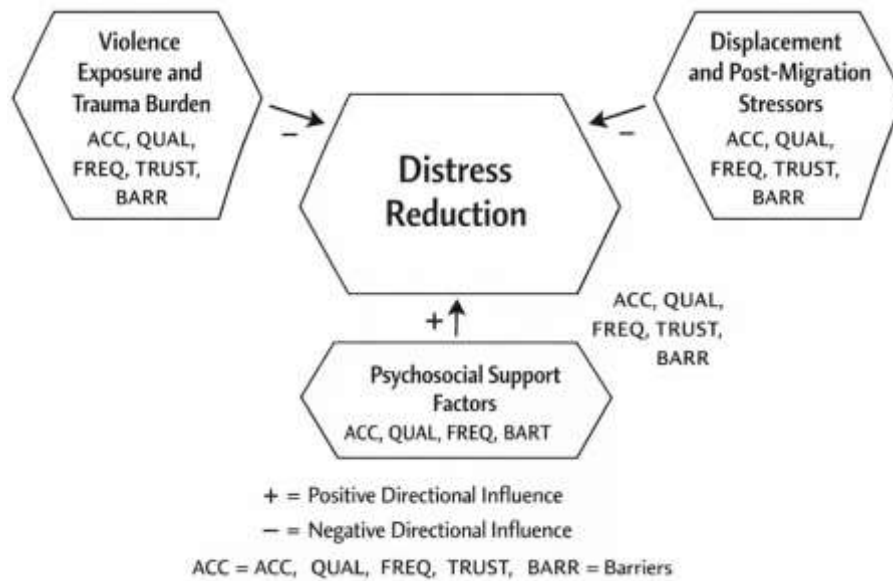 Violence
Exposure and
Trauma Burden
ACC, QUAL,
FREQ, TRUST,
BARR
−
Displacement
and Post-Migration
Stressors
ACC, QUAL,
FREQ, TRUST,
BARR
−
Distress
Reduction
ACC, QUAL,
FREQ, TRUST,
BARR
+
Psychosocial Support
Factors
ACC, QUAL, FREQ, BART
+ = Positive Directional Influence
− = Negative Directional Influence
ACC = ACC, QUAL, FREQ, TRUST, BARR = Barriers